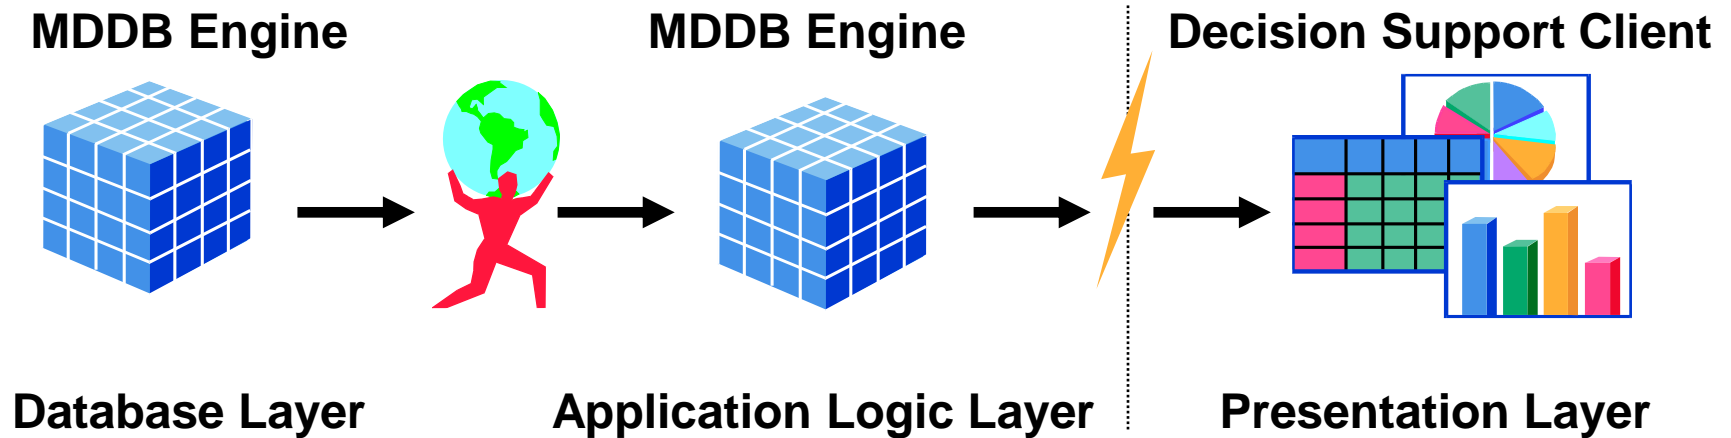 MDDB Engine
MDDB Engine
Decision Support Client
Database Layer
Application Logic Layer
Presentation Layer